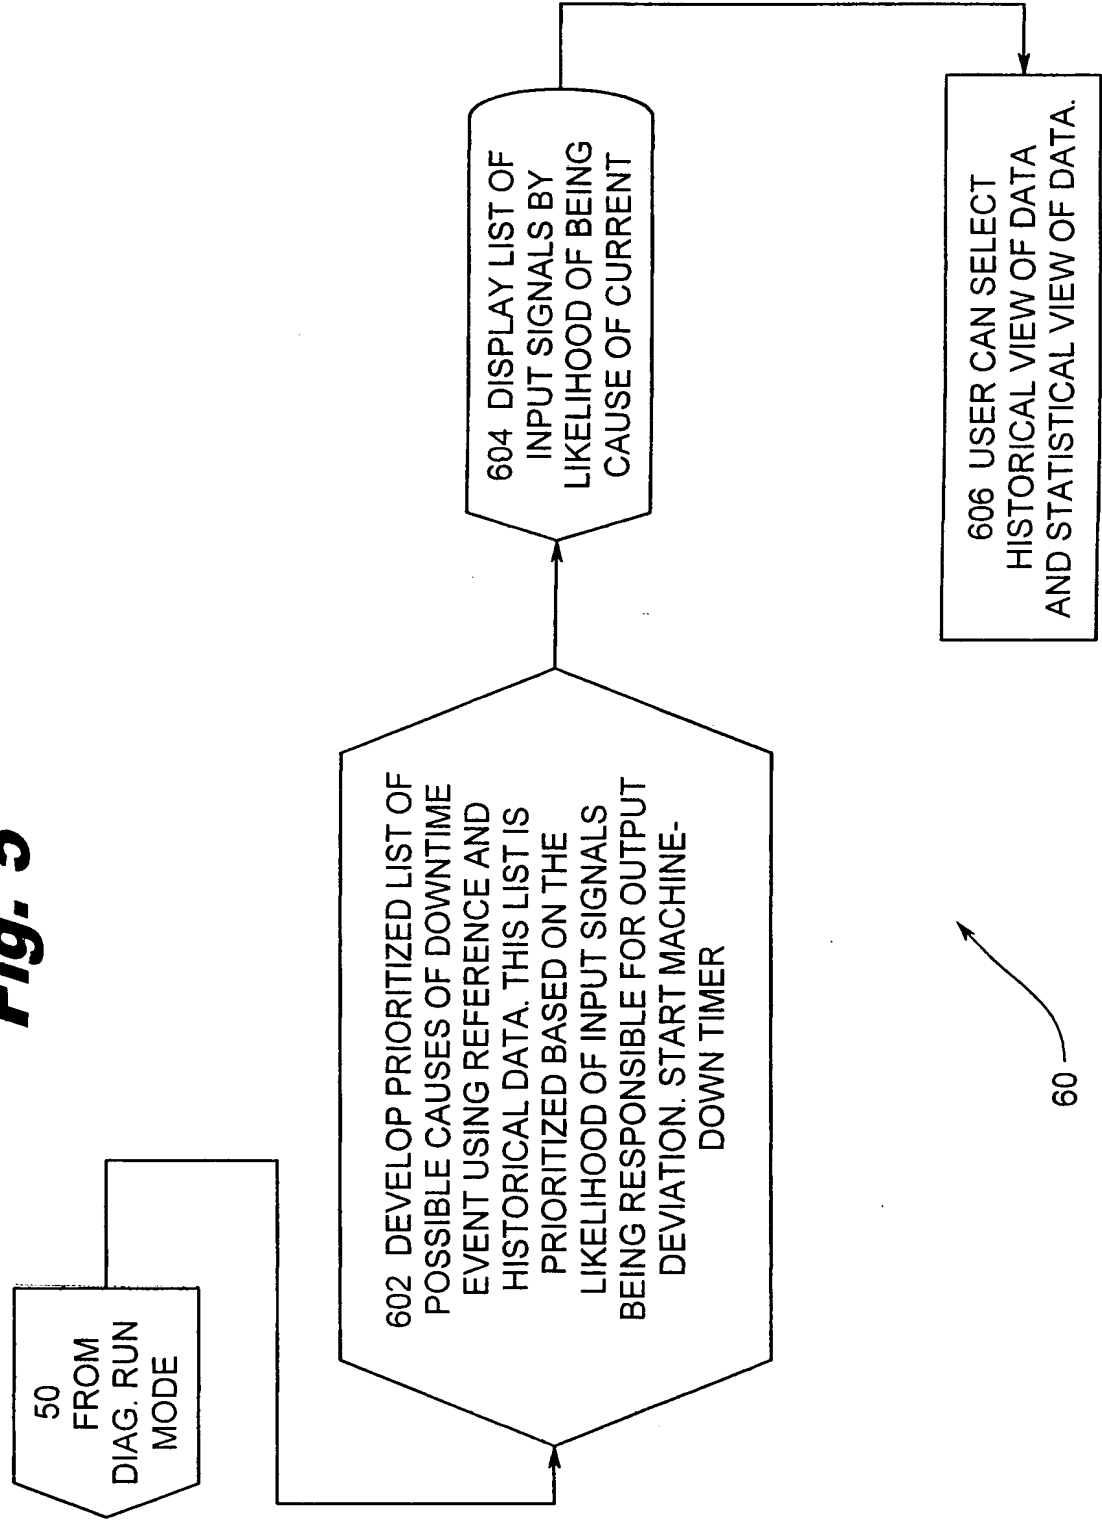 Fig. 5
50
FROM
DIAG. RUN
MODE
602 DEVELOP PRIORITIZED LIST OF
POSSIBLE CAUSES OF DOWNTIME
EVENT USING REFERENCE AND
HISTORICAL DATA. THIS LIST IS
PRIORITIZED BASED ON THE
LIKELIHOOD OF INPUT SIGNALS
BEING RESPONSIBLE FOR OUTPUT
DEVIATION. START MACHINE-
DOWN TIMER
604 DISPLAY LIST OF
INPUT SIGNALS BY
LIKELIHOOD OF BEING
CAUSE OF CURRENT
606 USER CAN SELECT
HISTORICAL VIEW OF DATA
AND STATISTICAL VIEW OF DATA.
60